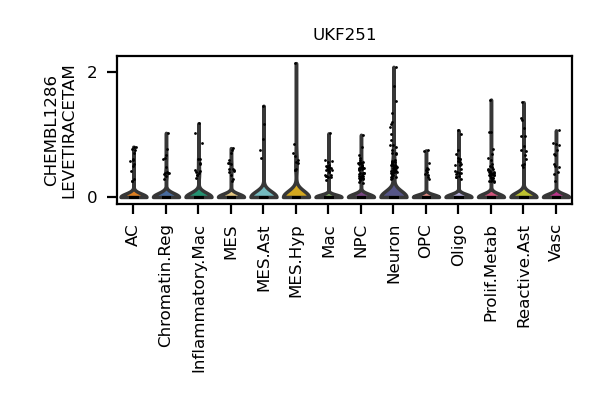 UKF251
CHEMBL1286
LEVETIRACETAM
2
0
AC
Chromatin.Reg
Inflammatory.Mac
MES
MES.Ast
MES.Hyp
Mac
NPC
Neuron
OPC
Oligo
Prolif.Metab
Reactive.Ast
Vasc